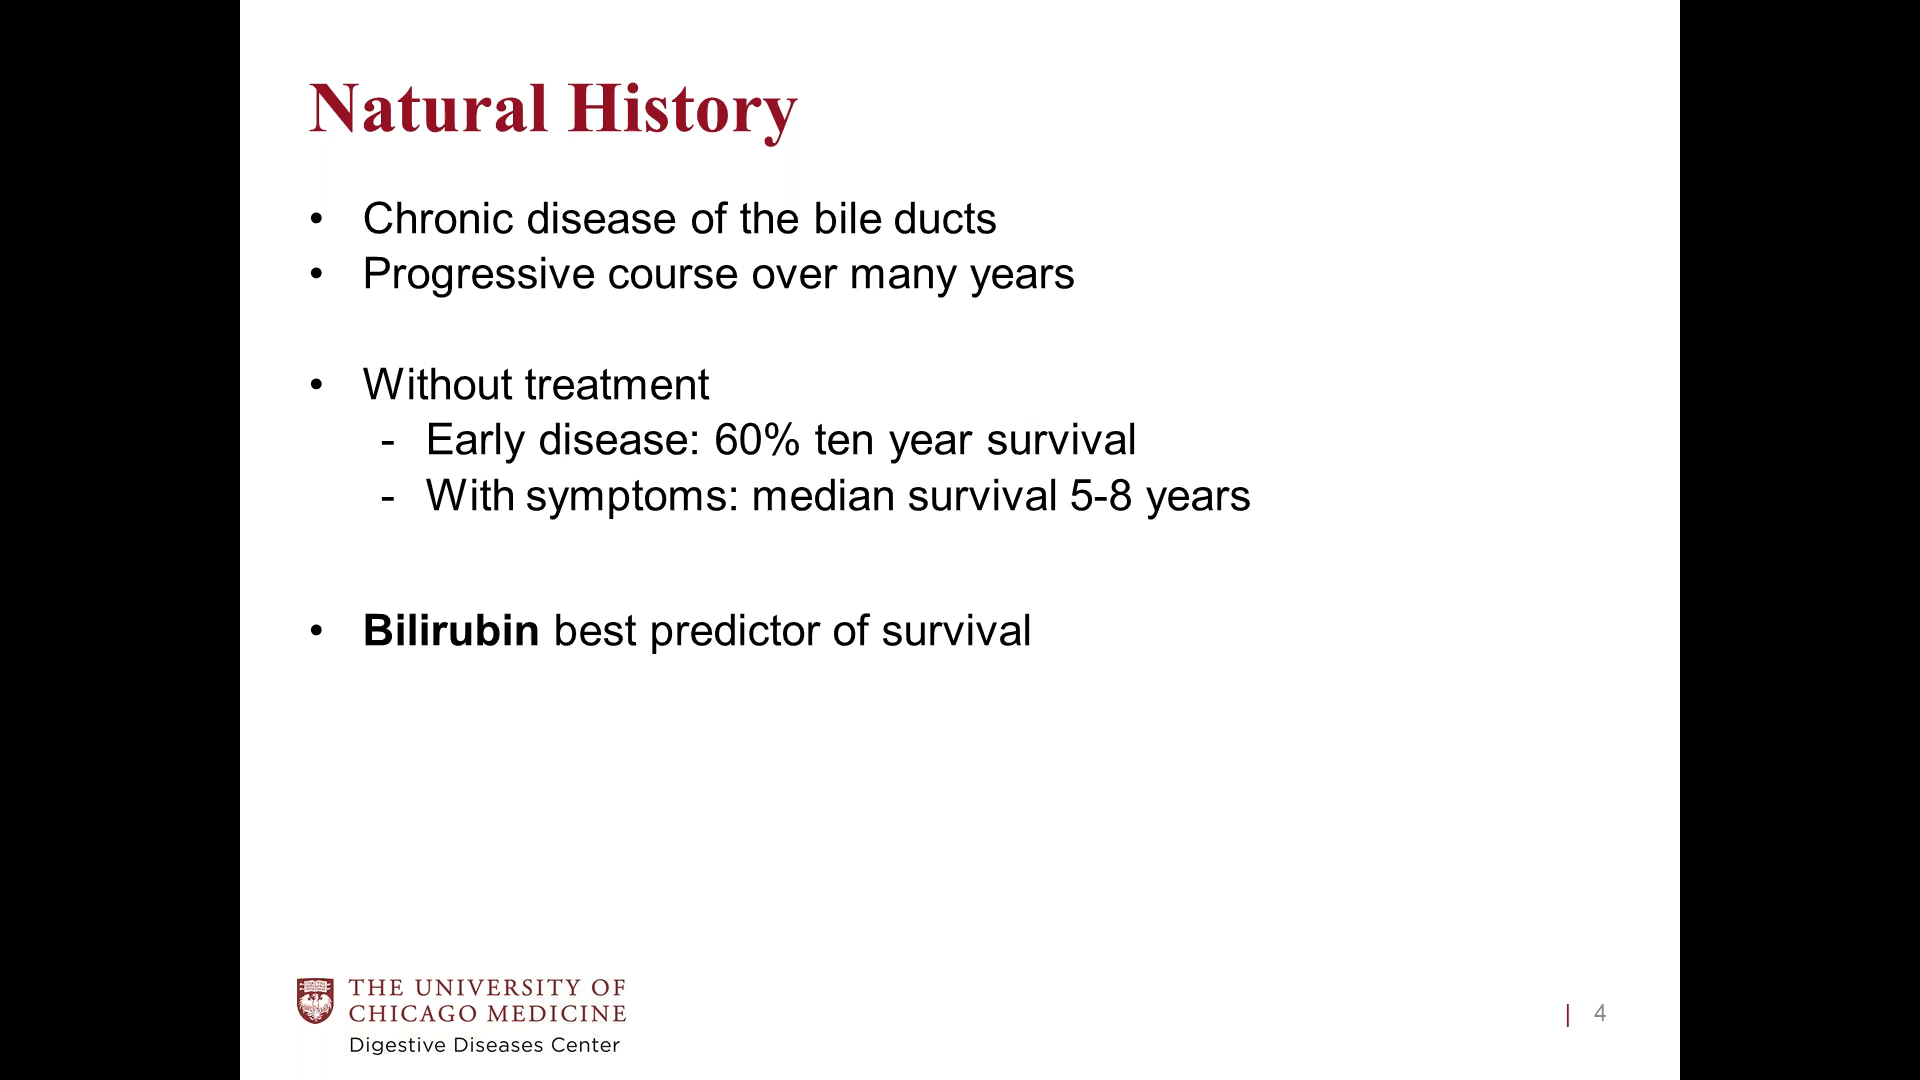 Natural History
• Chronic disease of the bile ducts
• Progressive course over many years
• Without treatment
- Early disease: 60% ten year survival
- With symptoms: median survival 5-8 years
• Bilirubin best predictor of survival
THE UNIVERSITY OF
CHICAGO MEDICINE
Digestive Diseases Center
| 4